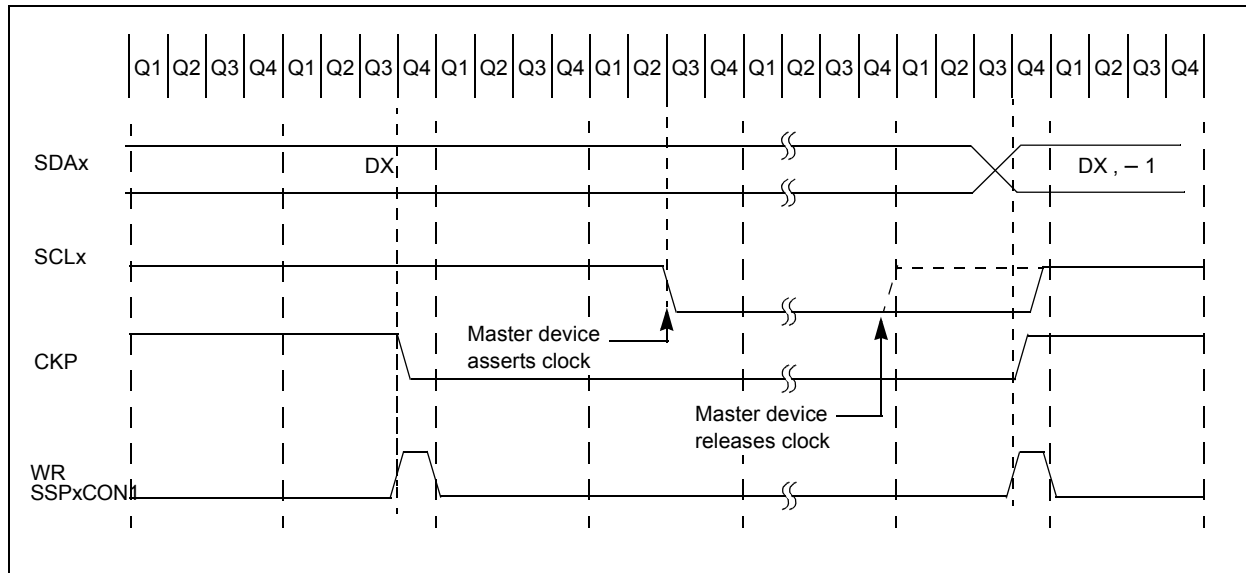 Q1 Q2 Q3 Q4 Q1 Q2 Q3 Q4 Q1 Q2 Q3 Q4 Q1 Q2 Q3 Q4 Q1 Q2 Q3 Q4 Q1 Q2 Q3 Q4 Q1 Q2 Q3 Q4
SDAx
DX
DX , – 1
SCLx
Master device
asserts clock
CKP
Master device
releases clock
WR
SSPxCON1